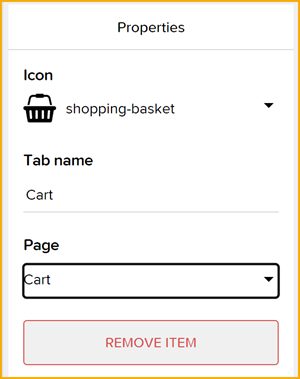 Properties
Icon
shopping-basket
Tab name
Cart
Page
Cart
REMOVE ITEM